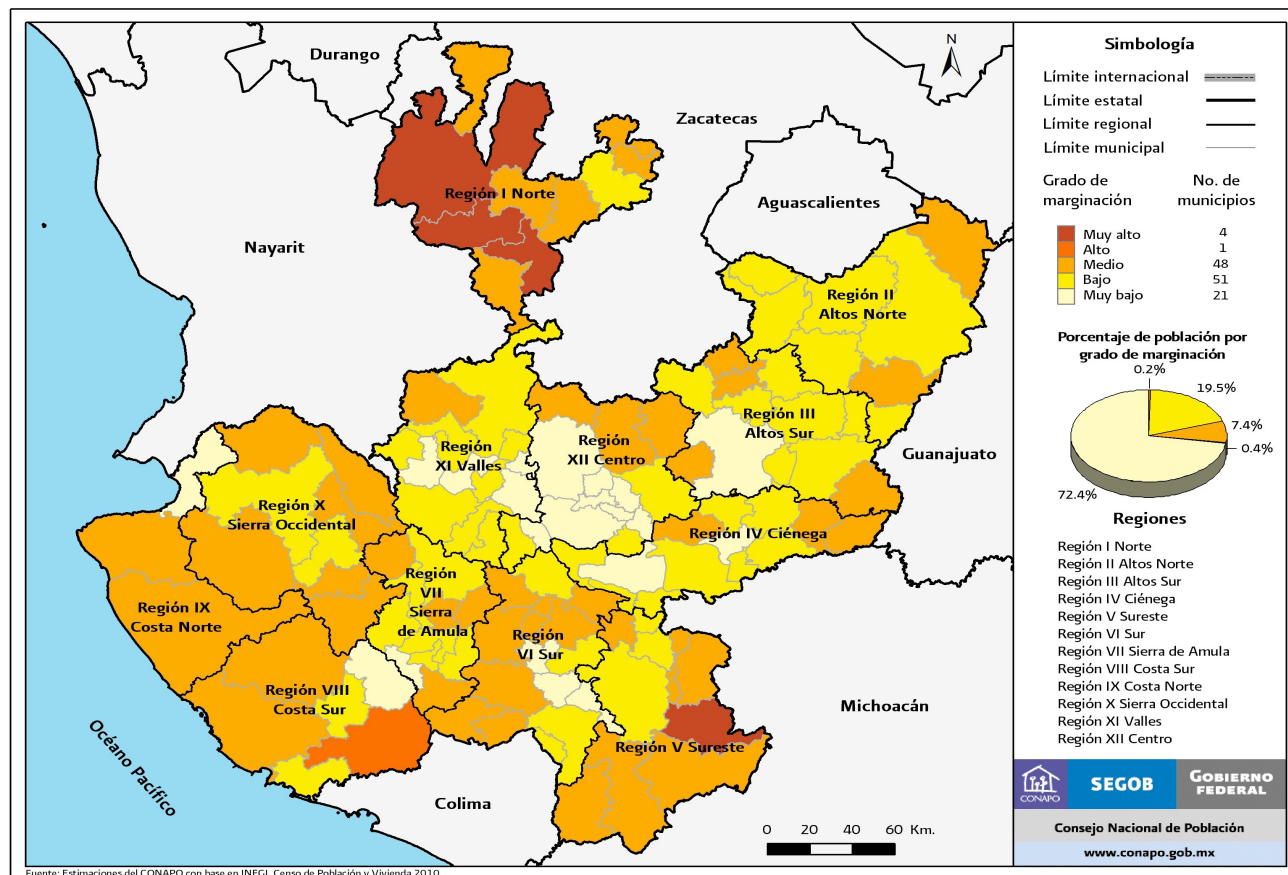 Durango
Zacatecas
N
Región I Norte
Aguascalientes
Nayarit
Región II
Altos Norte
Región III
Altos Sur
Región
XI Valles
Región
XII Centro
Guanajuato
Región X
Sierra Occidental
Región IV Ciénega
Región
VII
Sierra
de Amula
Región IX
Costa Norte
Región
VI Sur
Región VIII
Costa Sur
Michoacán
Región V Sureste
Océano Pacífico
Colima
0 20 40 60 Km.
Simbología
Límite internacional
Límite estatal
Límite regional
Límite municipal
Grado de marginación
No. de municipios
Muy alto 4
Alto 1
Medio 48
Bajo 51
Muy bajo 21
Porcentaje de población por
grado de marginación
0.2%
19.5%
7.4%
0.4%
72.4%
Regiones
Región I Norte
Región II Altos Norte
Región III Altos Sur
Región IV Ciénega
Región V Sureste
Región VI Sur
Región VII Sierra de Amula
Región VIII Costa Sur
Región IX Costa Norte
Región X Sierra Occidental
Región XI Valles
Región XII Centro
CONAPO
SEGOB
GOBIERNO
FEDERAL
Consejo Nacional de Población
www.conapo.gob.mx
Fuente: Estimaciones del CONAPO con base en INEGI, Censo de Población y Vivienda 2010